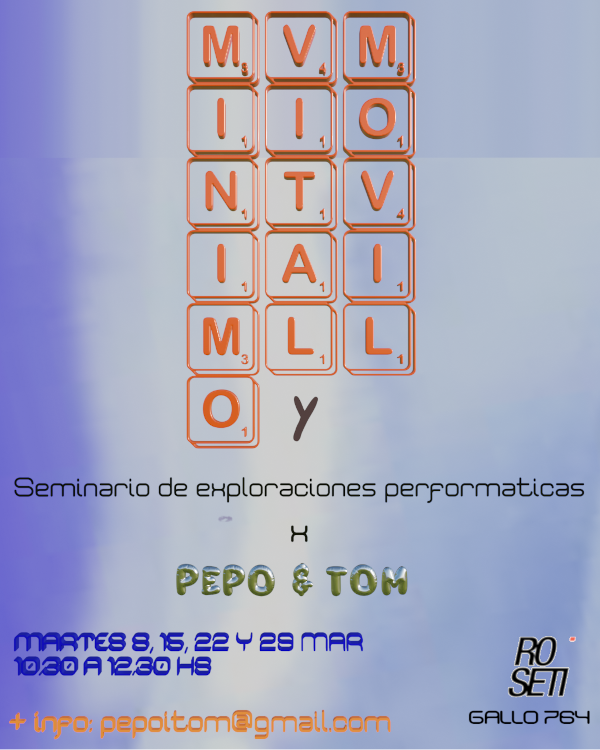 MINIMO
VITAL
y
MOVIL
Seminario de exploraciones performaticas
x
PEPO & TOM
MARTES 8, 15, 22 Y 29 MAR
10.30 A 12.30 HS
+ info: pepoltom@gmail.com
RO
SETI
GALLO 764